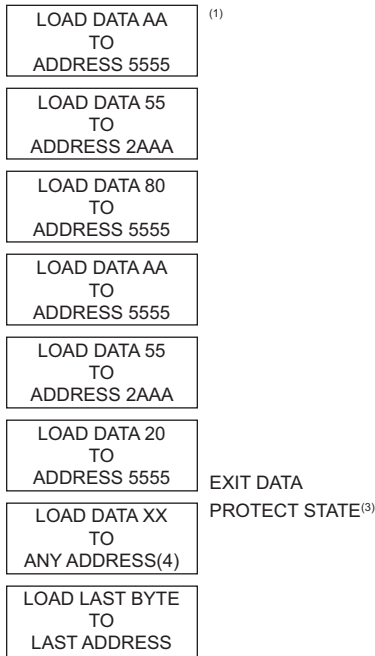 LOAD DATA AA
TO
ADDRESS 5555
(1)
LOAD DATA 55
TO
ADDRESS 2AAA
LOAD DATA 80
TO
ADDRESS 5555
LOAD DATA AA
TO
ADDRESS 5555
LOAD DATA 55
TO
ADDRESS 2AAA
LOAD DATA 20
TO
ADDRESS 5555
EXIT DATA
PROTECT STATE(3)
LOAD DATA XX
TO
ANY ADDRESS(4)
LOAD LAST BYTE
TO
LAST ADDRESS